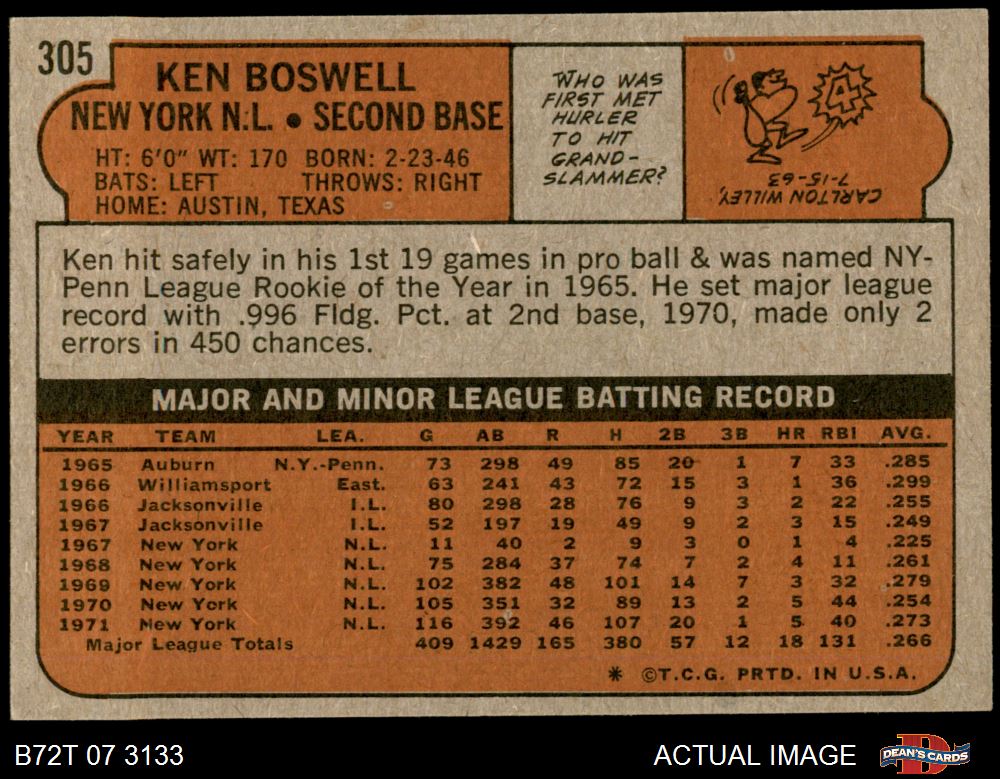 305
KEN BOSWELL
NEW YORK N.L. • SECOND BASE
HT: 6'0" WT: 170 BORN: 2-23-46
BATS: LEFT THROWS: RIGHT
HOME: AUSTIN, TEXAS
WHO WAS
FIRST MET
HURLER
TO HIT
GRAND-
SLAMMER?
4
CARLTON WILLEY,
7-15-63
Ken hit safely in his 1st 19 games in pro ball & was named NY-
Penn League Rookie of the Year in 1965. He set major league
record with .996 Fldg. Pct. at 2nd base, 1970, made only 2
errors in 450 chances.
MAJOR AND MINOR LEAGUE BATTING RECORD
YEAR TEAM LEA. G AB R H 2B 3B HR RBI AVG.
1965 Auburn N.Y.-Penn. 73 298 49 85 20 1 7 33 .285
1966 Williamsport East. 63 241 43 72 15 3 1 36 .299
1966 Jacksonville I.L. 80 298 28 76 9 3 2 22 .255
1967 Jacksonville I.L. 52 197 19 49 9 2 3 15 .249
1967 New York N.L. 11 40 2 9 3 0 1 4 .225
1968 New York N.L. 75 284 37 74 7 2 4 11 .261
1969 New York N.L. 102 382 48 101 14 7 3 32 .279
1970 New York N.L. 105 351 32 89 13 2 5 44 .254
1971 New York N.L. 116 392 46 107 20 1 5 40 .273
Major League Totals 409 1429 165 380 57 12 18 131 .266
* ©T.C.G. PRTD. IN U.S.A.
B72T 07 3133
ACTUAL IMAGE
DEAN'S CARDS